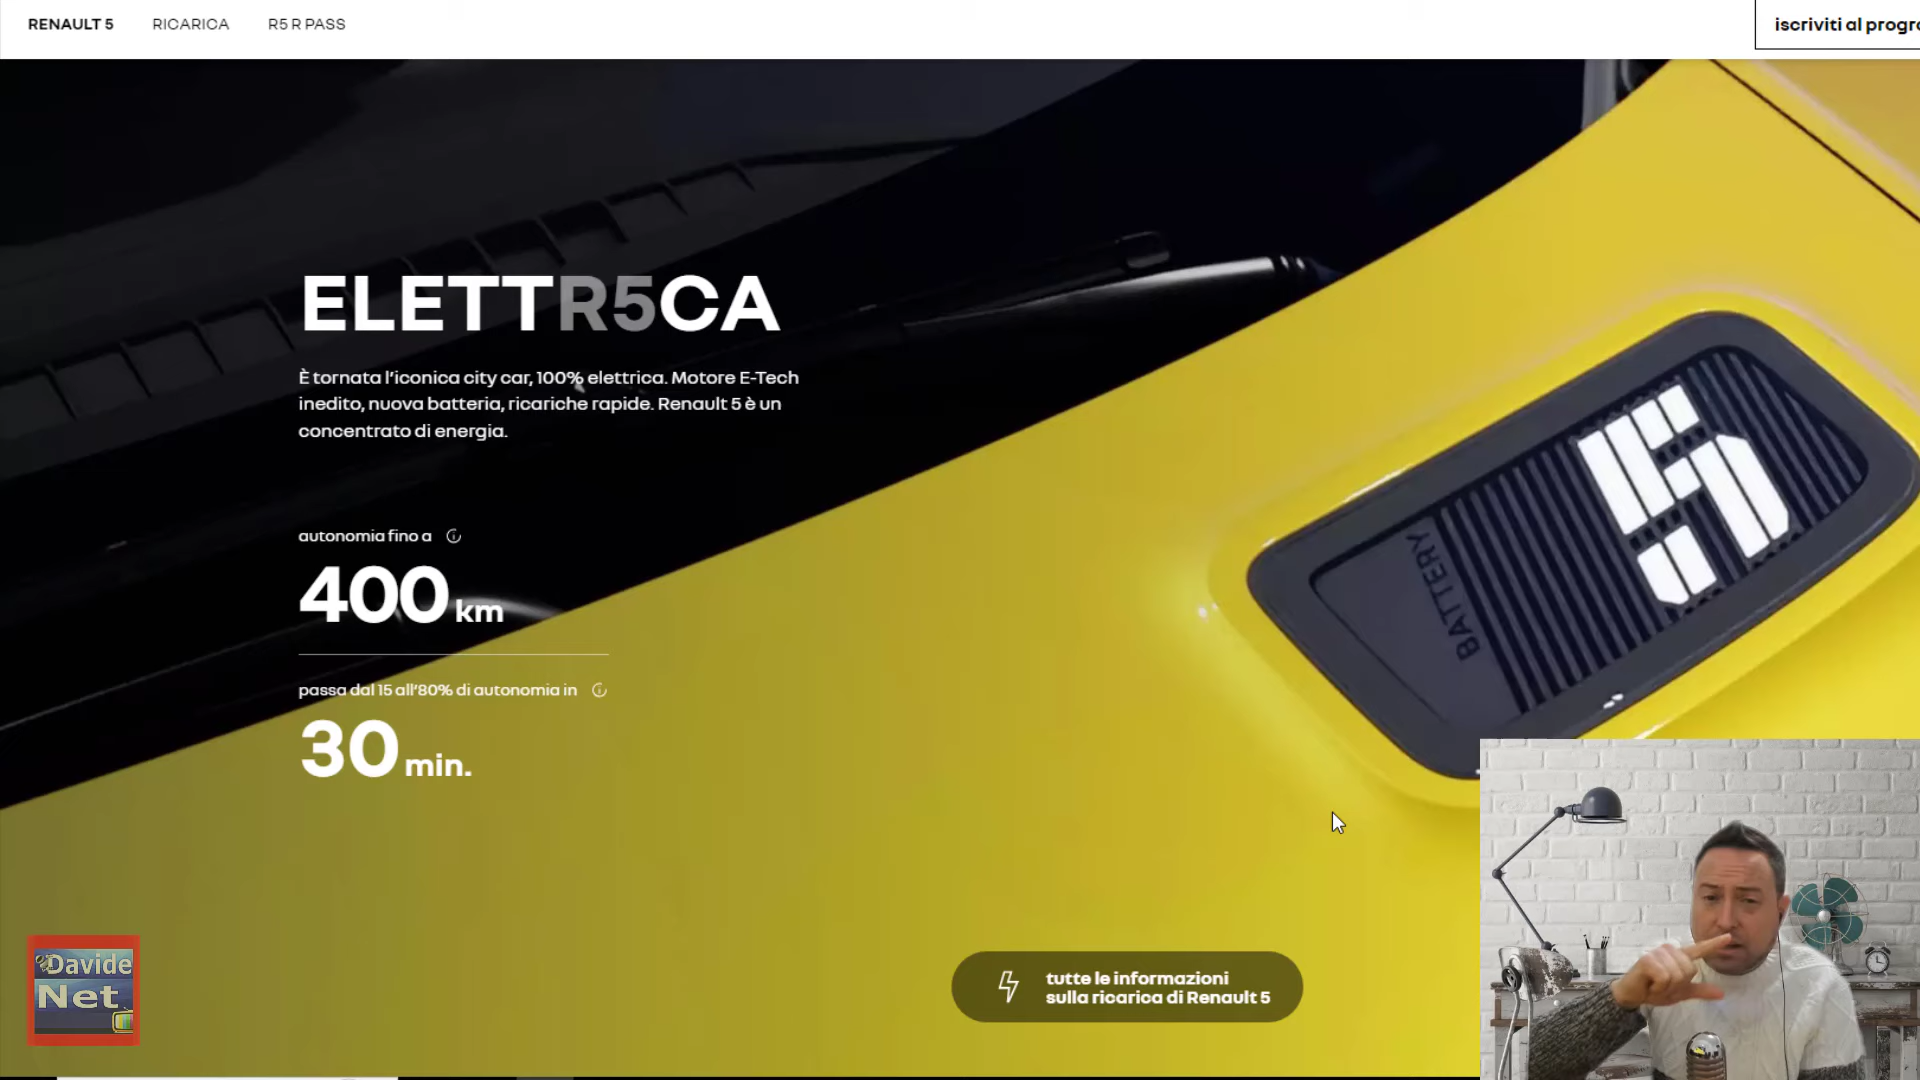 RENAULT 5
RICARICA
R5 R PASS
iscriviti al progr
ELETTR5CA
È tornata l'iconica city car, 100% elettrica. Motore E-Tech
inedito, nuova batteria, ricariche rapide. Renault 5 è un
concentrato di energia.
autonomia fino a
400 km
passa dal 15 all'80% di autonomia in
30 min.
5
BATTERY
tutte le informazioni
sulla ricarica di Renault 5
Davide
Net